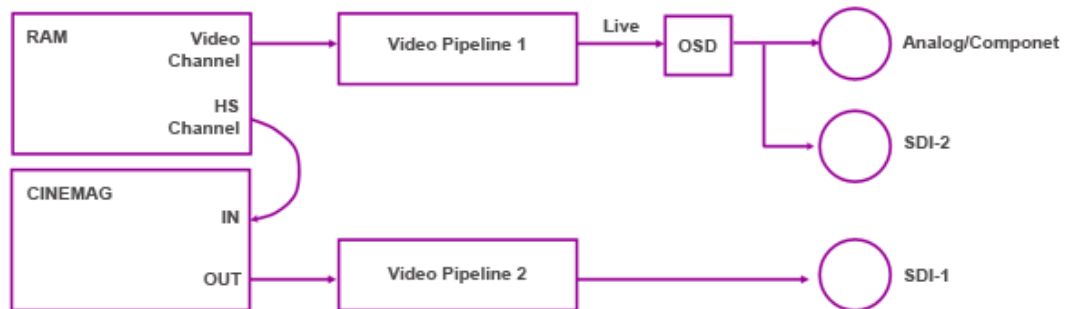 RAM
Video
Channel
HS
Channel
Video Pipeline 1
Live
OSD
Analog/Componet
SDI-2
CINEMAG
IN
OUT
Video Pipeline 2
SDI-1